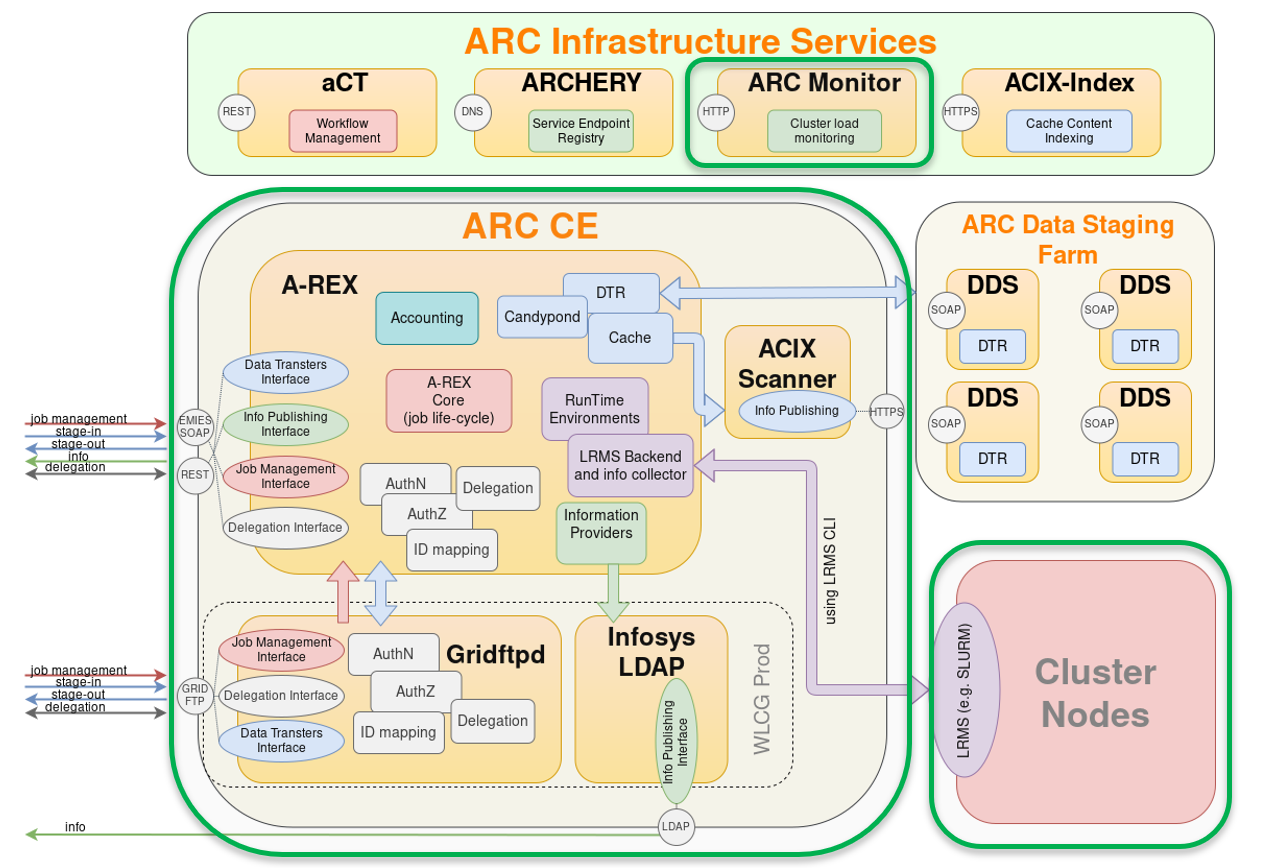 ARC Infrastructure Services
aCT
REST
Workflow
Management
ARCHERY
DNS
Service Endpoint
Registry
ARC Monitor
HTTP
Cluster load
monitoring
ACIX-Index
HTTPS
Cache Content
Indexing
ARC CE
A-REX
Accounting
DTR
Candypond
Cache
Data Transters
Interface
A-REX
Core
(job life-cycle)
RunTime
Environments
ACIX
Scanner
Info Publishing
HTTPS
Info Publishing
Interface
job management
stage-in
stage-out
info
delegation
EMIES
SOAP
REST
Job Management
Interface
LRMS Backend
and info collector
AuthN
Delegation
AuthZ
ID mapping
Delegation Interface
Information
Providers
using LRMS CLI
Job Management
Interface
AuthN
Gridftpd
Infosys
LDAP
job management
stage-in
stage-out
delegation
GRID
FTP
Delegation Interface
AuthZ
Delegation
ID mapping
Data Transters
Interface
Info Publishing
Interface
WLCG Prod
info
LDAP
ARC Data Staging
Farm
DDS
SOAP
DTR
DDS
SOAP
DTR
DDS
SOAP
DTR
DDS
SOAP
DTR
LRMS (e.g. SLURM)
Cluster
Nodes